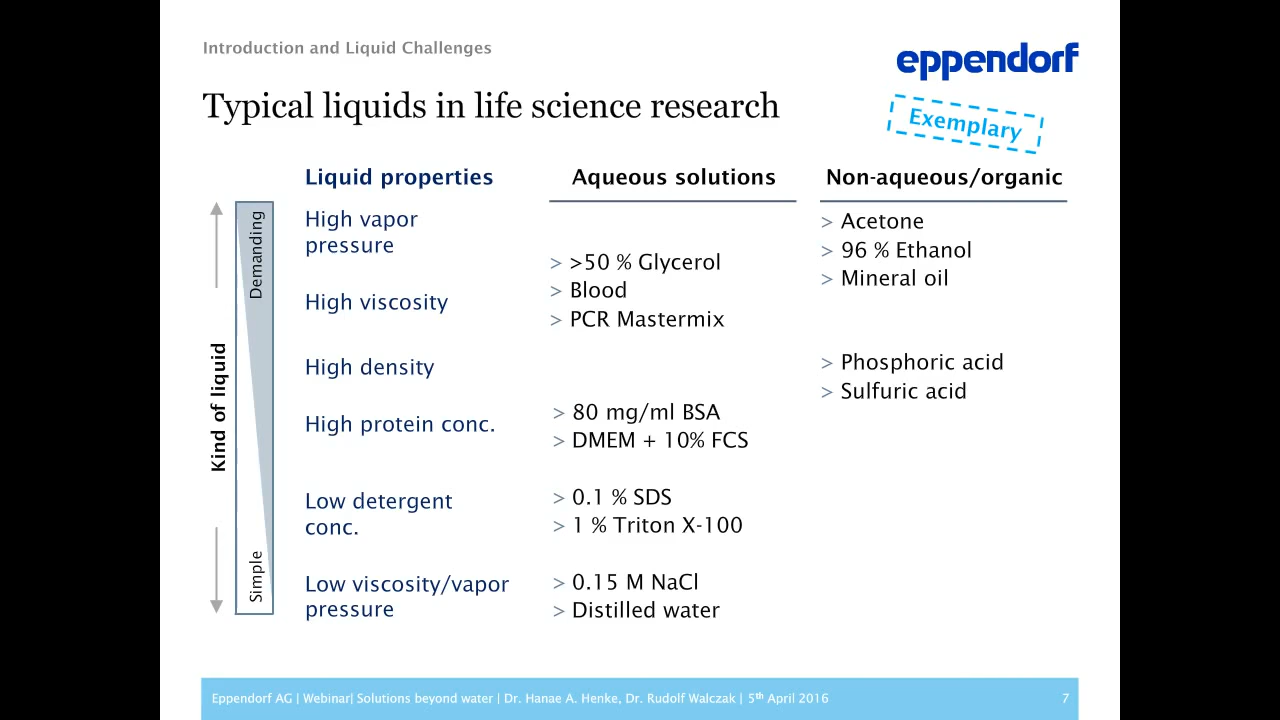 Introduction and Liquid Challenges
eppendorf
Typical liquids in life science research
Exemplary
Liquid properties
Aqueous solutions
Non-aqueous/organic
Kind of liquid
Demanding
Simple
High vapor
pressure
High viscosity
High density
High protein conc.
Low detergent
conc.
Low viscosity/vapor
pressure
> >50 % Glycerol
> Blood
> PCR Mastermix
> 80 mg/ml BSA
> DMEM + 10% FCS
> 0.1 % SDS
> 1 % Triton X-100
> 0.15 M NaCl
> Distilled water
> Acetone
> 96 % Ethanol
> Mineral oil
> Phosphoric acid
> Sulfuric acid
Eppendorf AG | Webinar| Solutions beyond water | Dr. Hanae A. Henke, Dr. Rudolf Walczak | 5th April 2016
7